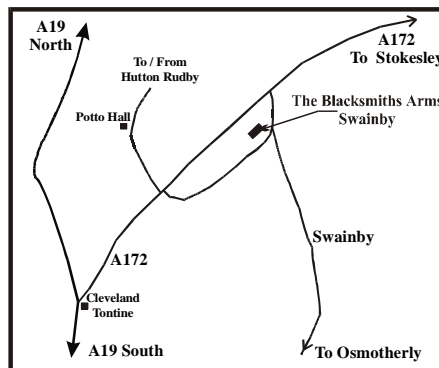 A19
North
To / From
Hutton Rudby
A172
To Stokesley
Potto Hall
The Blacksmiths Arms
Swainby
Swainby
A172
Cleveland
Tontine
A19 South
To Osmotherly